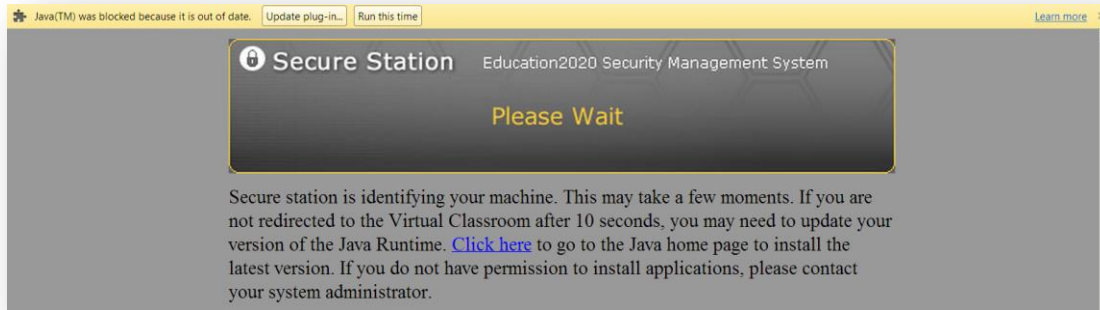 Java(TM) was blocked because it is out of date. Update plug-in... Run this time Learn more
Secure Station Education2020 Security Management System
Please Wait
Secure station is identifying your machine. This may take a few moments. If you are
not redirected to the Virtual Classroom after 10 seconds, you may need to update your
version of the Java Runtime. Click here to go to the Java home page to install the
latest version. If you do not have permission to install applications, please contact
your system administrator.